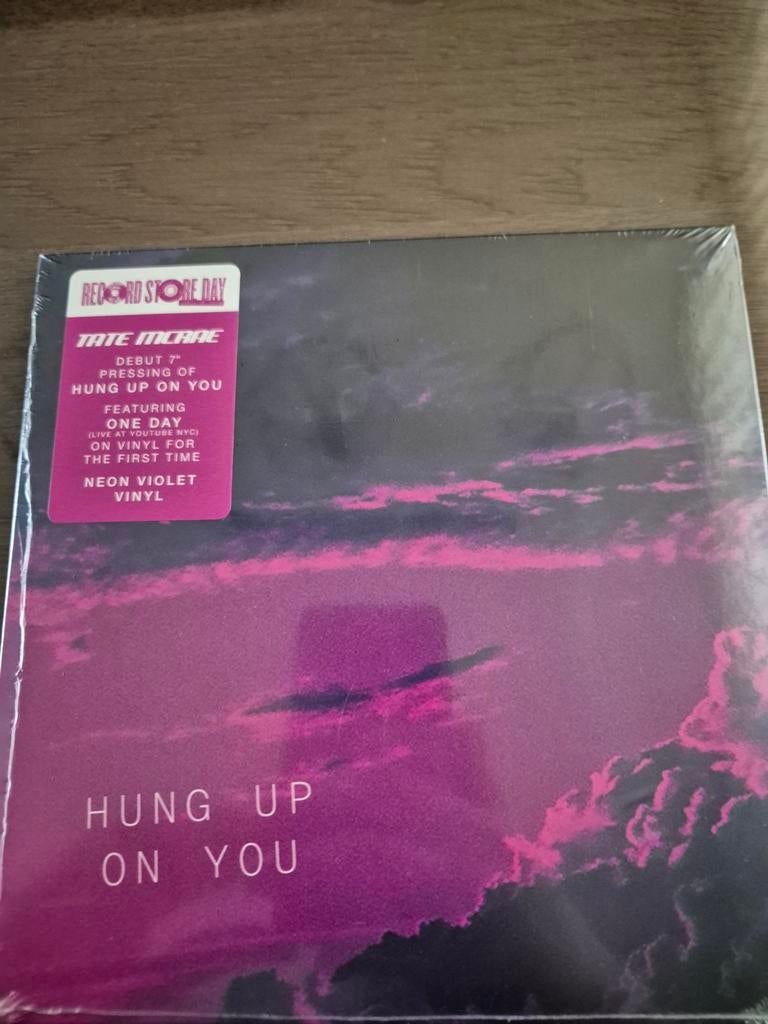 RECORD STORE DAY
TATE MCRAE
DEBUT 7"
PRESSING OF
HUNG UP ON YOU
FEATURING
ONE DAY
(LIVE AT YOUTUBE NYC)
ON VINYL FOR
THE FIRST TIME
NEON VIOLET
VINYL
HUNG UP
ON YOU